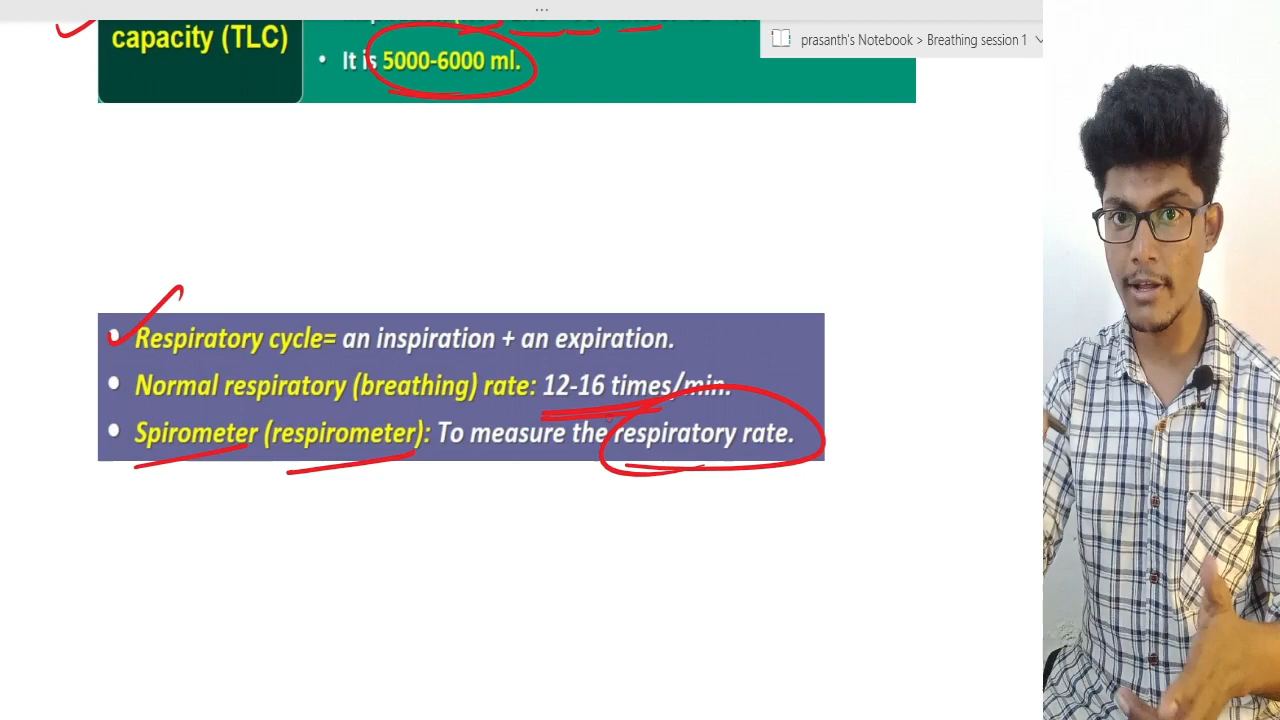 ...
prasanth's Notebook > Breathing session 1
capacity (TLC)
• It is 5000-6000 ml.
• Respiratory cycle= an inspiration + an expiration.
• Normal respiratory (breathing) rate: 12-16 times/min.
• Spirometer (respirometer): To measure the respiratory rate.